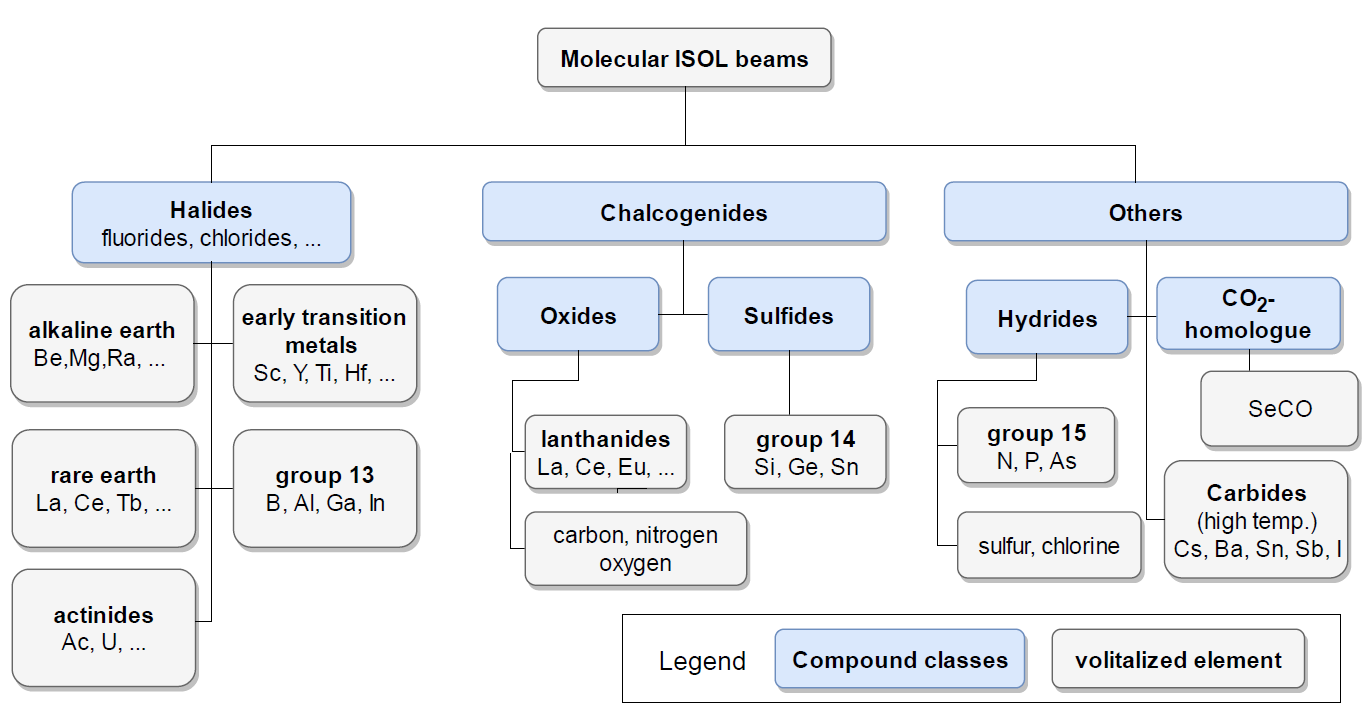 Molecular ISOL beams
Halides
fluorides, chlorides, ...
Chalcogenides
Others
alkaline earth
Be,Mg,Ra, ...
early transition
metals
Sc, Y, Ti, Hf, ...
rare earth
La, Ce, Tb, ...
group 13
B, Al, Ga, In
actinides
Ac, U, ...
Oxides
Sulfides
lanthanides
La, Ce, Eu, ...
carbon, nitrogen
oxygen
group 14
Si, Ge, Sn
Hydrides
CO2-
homologue
SeCO
group 15
N, P, As
sulfur, chlorine
Carbides
(high temp.)
Cs, Ba, Sn, Sb, I
Legend
Compound classes
volitalized element